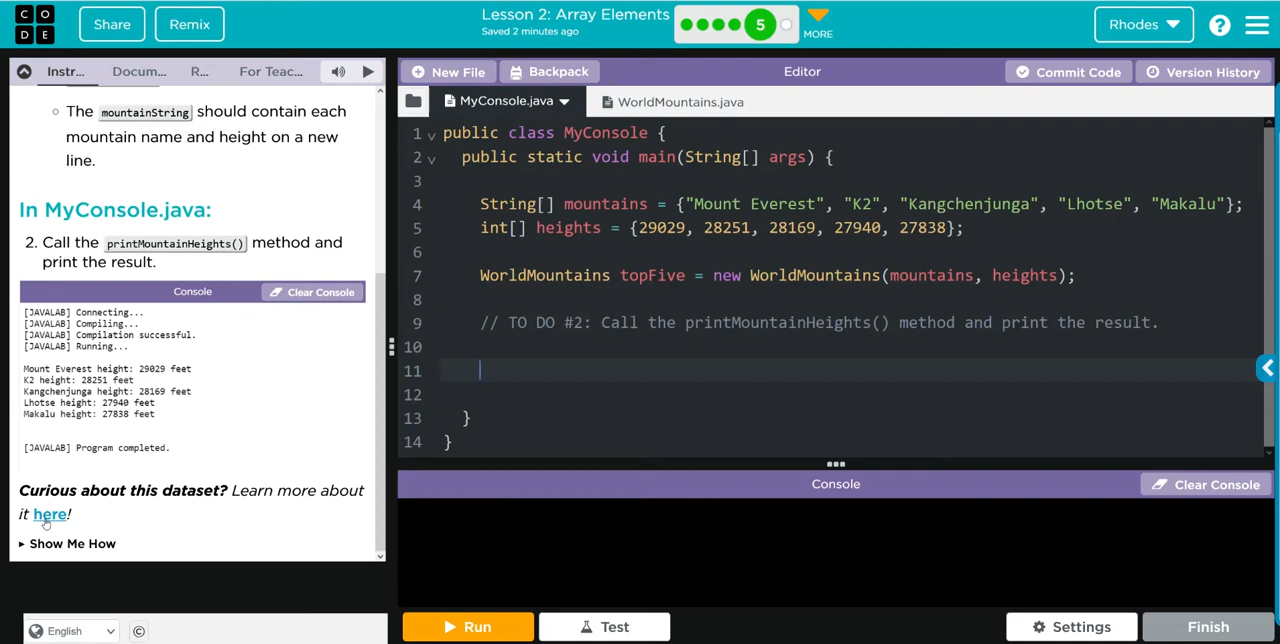 CODE
Share
Remix
Lesson 2: Array Elements
Saved 2 minutes ago
5
MORE
Rhodes
?
Instr...
Docum...
R...
For Teac...
New File
Backpack
Editor
Commit Code
Version History
MyConsole.java
WorldMountains.java
The mountainString should contain each
mountain name and height on a new
line.
In MyConsole.java:
2. Call the printMountainHeights() method and
print the result.
Console
Clear Console
[JAVALAB] Connecting...
[JAVALAB] Compiling...
[JAVALAB] Compilation successful.
[JAVALAB] Running...
Mount Everest height: 29029 feet
K2 height: 28251 feet
Kangchenjunga height: 28169 feet
Lhotse height: 27940 feet
Makalu height: 27838 feet
[JAVALAB] Program completed.
Curious about this dataset? Learn more about
it here!
Show Me How
English
©
1 public class MyConsole {
2 public static void main(String[] args) {
3
4 String[] mountains = {"Mount Everest", "K2", "Kangchenjunga", "Lhotse", "Makalu"};
5 int[] heights = {29029, 28251, 28169, 27940, 27838};
6
7 WorldMountains topFive = new WorldMountains(mountains, heights);
8
9 // TO DO #2: Call the printMountainHeights() method and print the result.
10
11
12
13 }
14 }
Console
Clear Console
Run
Test
Settings
Finish